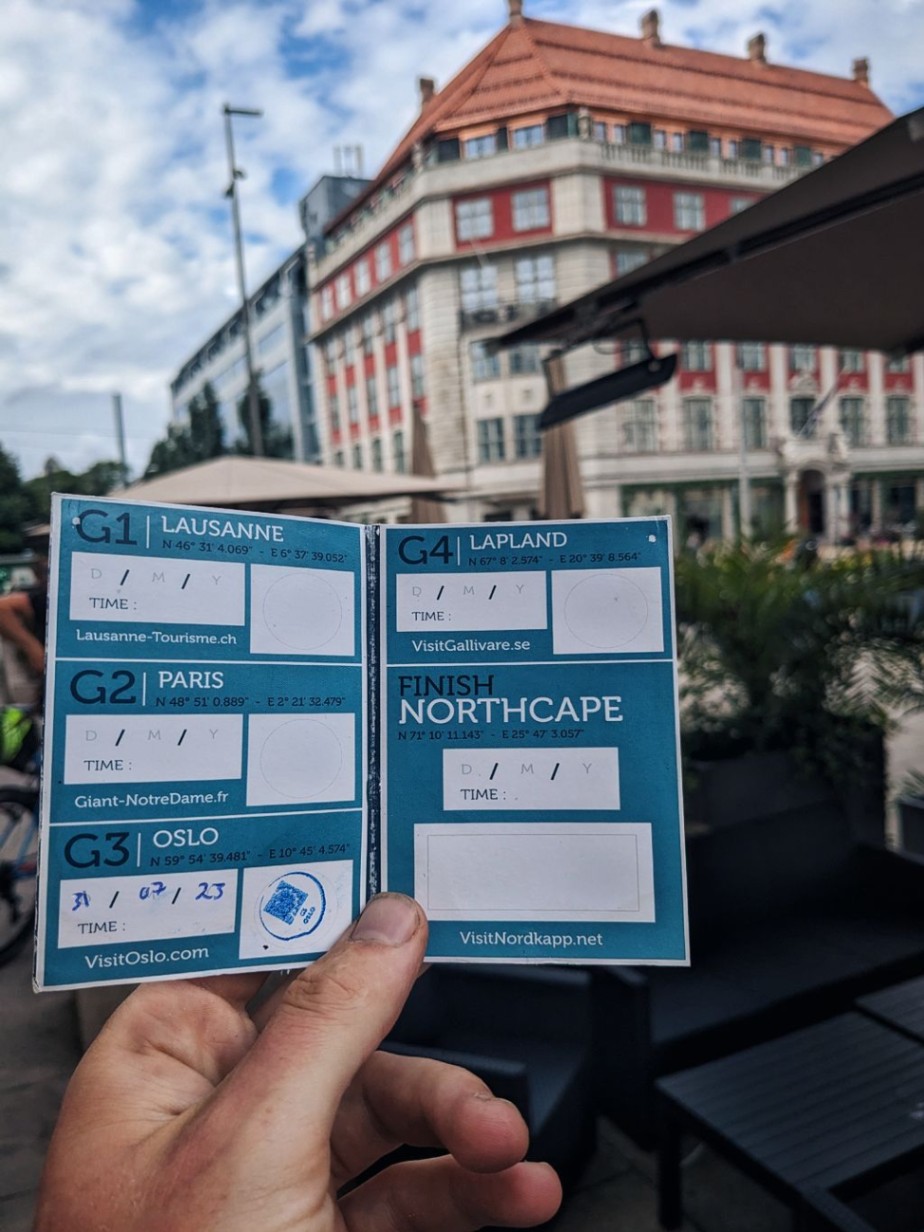 G1 | LAUSANNE
N 46° 31' 4.069" - E 6° 37' 39.052"
D / M / Y
TIME :
Lausanne-Tourisme.ch
G2 | PARIS
N 48° 51' 0.889" - E 2° 21' 32.479"
D / M / Y
TIME :
Giant-NotreDame.fr
G3 | OSLO
N 59° 54' 39.481" - E 10° 45' 4.574"
31 / 07 / 23
TIME :
OSLO
VisitOslo.com
G4 | LAPLAND
N 67° 8' 2.574" - E 20° 39' 8.564"
D / M / Y
TIME :
VisitGallivare.se
FINISH
NORTHCAPE
N 71° 10' 11.143" - E 25° 47' 3.057"
D / M / Y
TIME :
VisitNordkapp.net